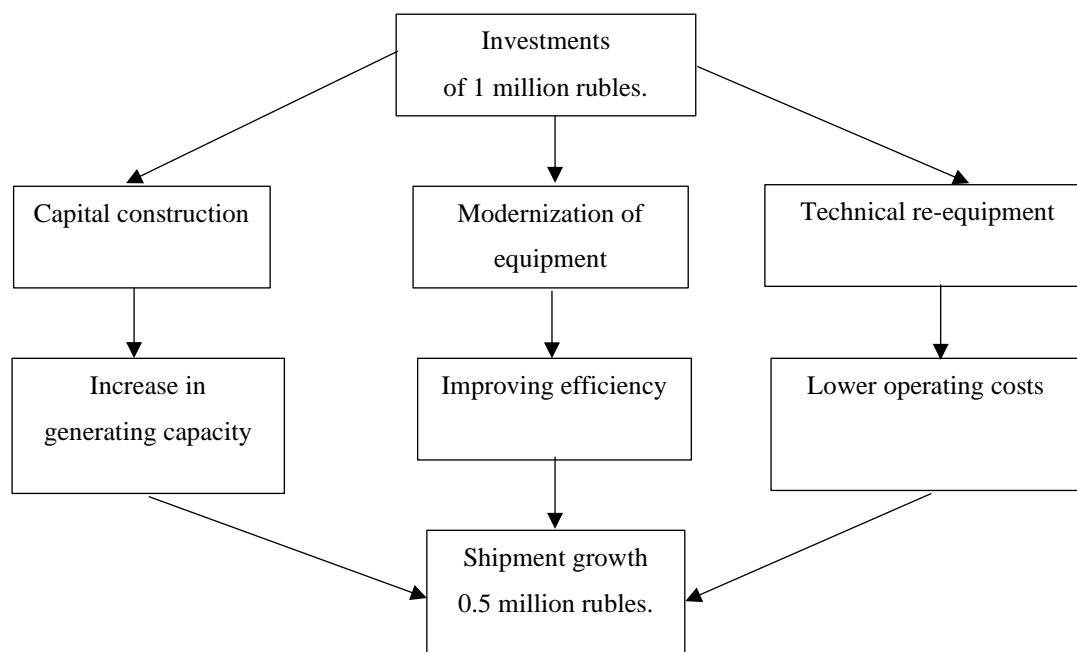 Investments
of 1 million rubles.
Capital construction
Modernization of
equipment
Technical re-equipment
Increase in
generating capacity
Improving efficiency
Lower operating costs
Shipment growth
0.5 million rubles.